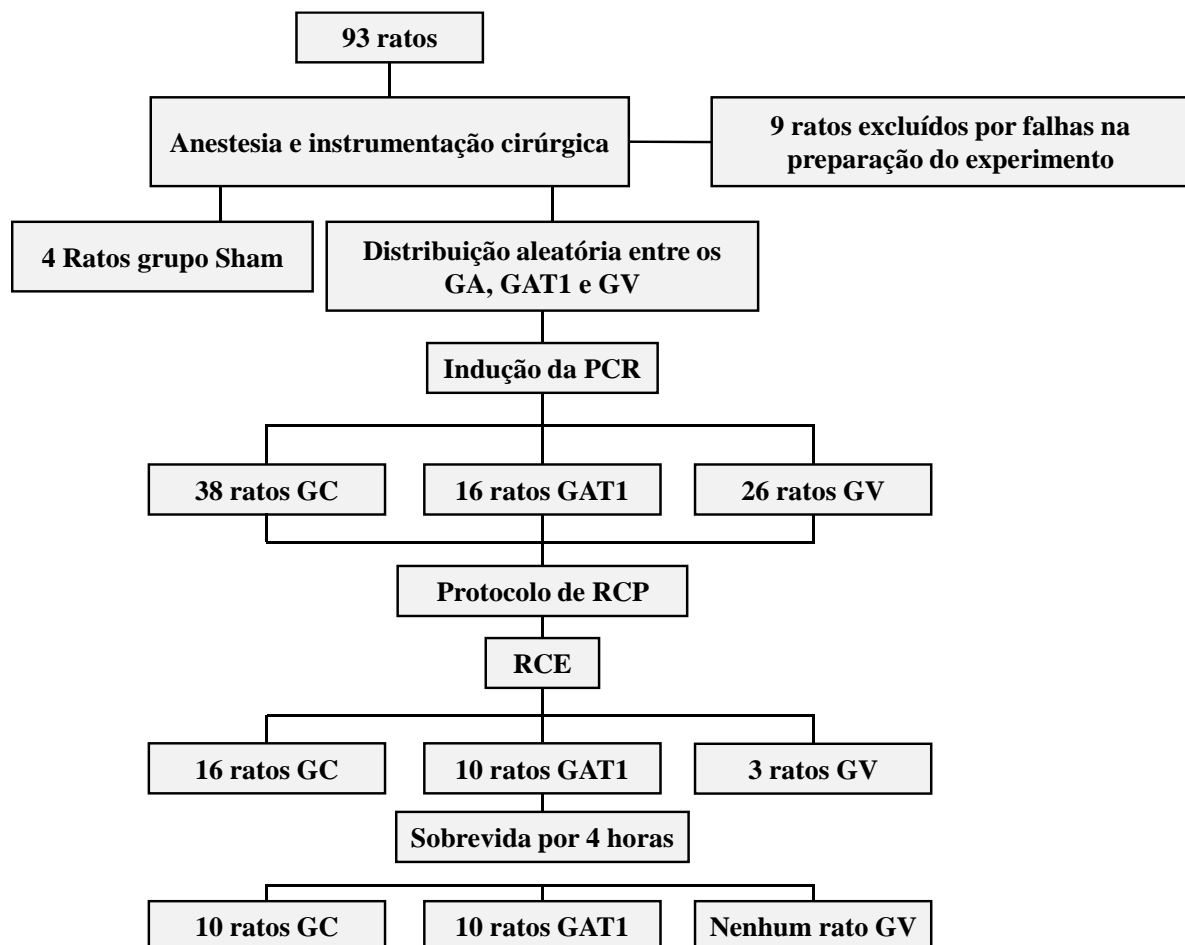 93 ratos
Anestesia e instrumentação cirúrgica
9 ratos excluídos por falhas na
preparação do experimento
4 Ratos grupo Sham
Distribuição aleatória entre os
GA, GAT1 e GV
Indução da PCR
38 ratos GC
16 ratos GAT1
26 ratos GV
Protocolo de RCP
RCE
16 ratos GC
10 ratos GAT1
3 ratos GV
Sobrevida por 4 horas
10 ratos GC
10 ratos GAT1
Nenhum rato GV